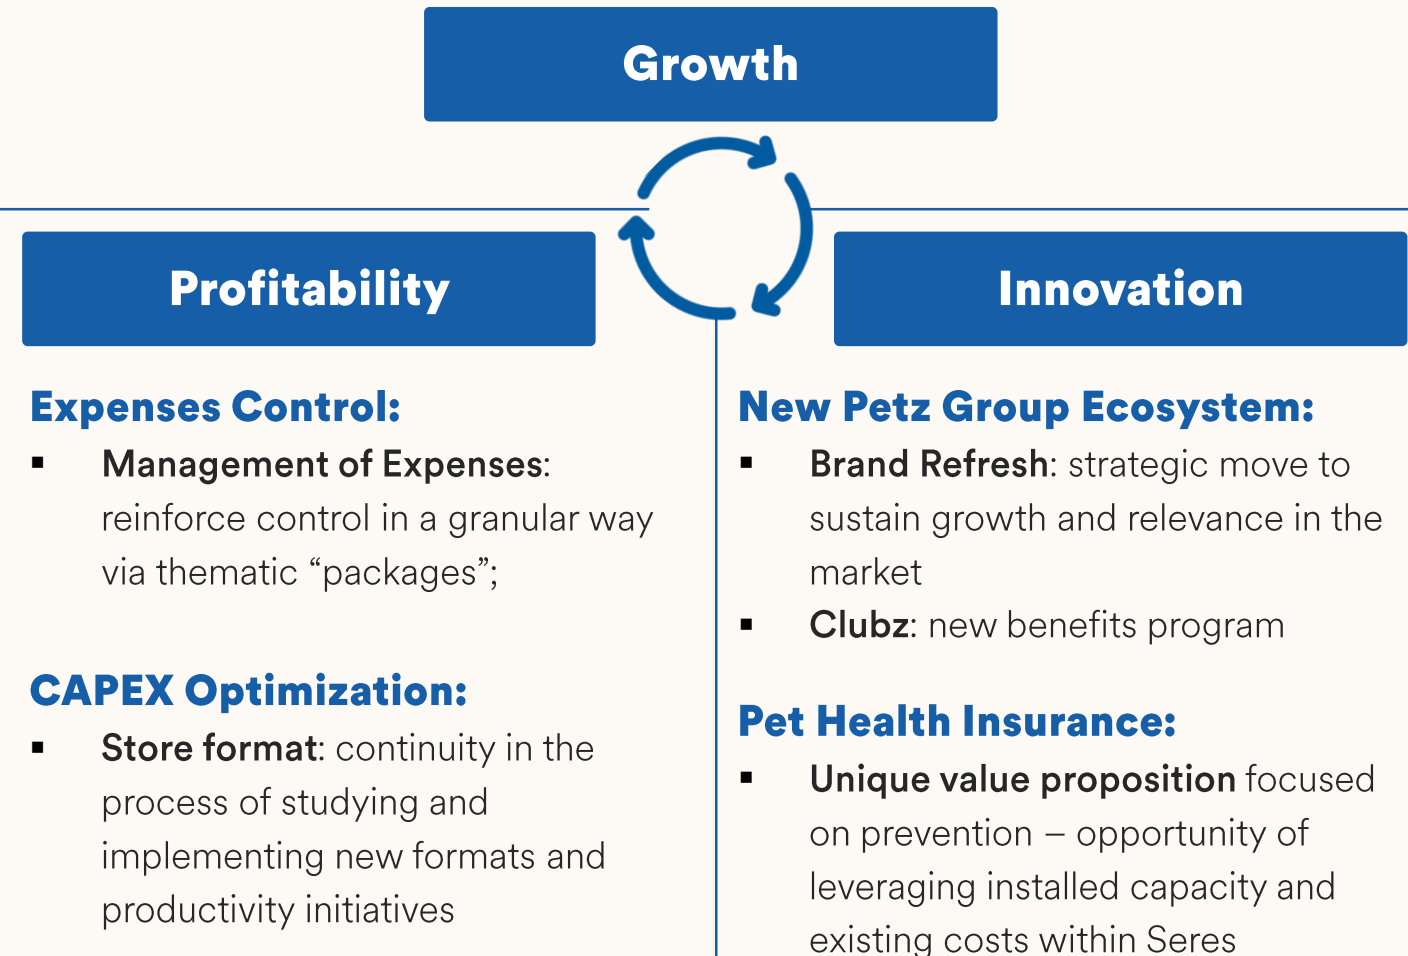 Growth
Profitability
Expenses Control:
▪ Management of Expenses:
reinforce control in a granular way
via thematic “packages”;
CAPEX Optimization:
▪ Store format: continuity in the
process of studying and
implementing new formats and
productivity initiatives
Innovation
New Petz Group Ecosystem:
▪ Brand Refresh: strategic move to
sustain growth and relevance in the
market
▪ Clubz: new benefits program
Pet Health Insurance:
▪ Unique value proposition focused
on prevention – opportunity of
leveraging installed capacity and
existing costs within Seres